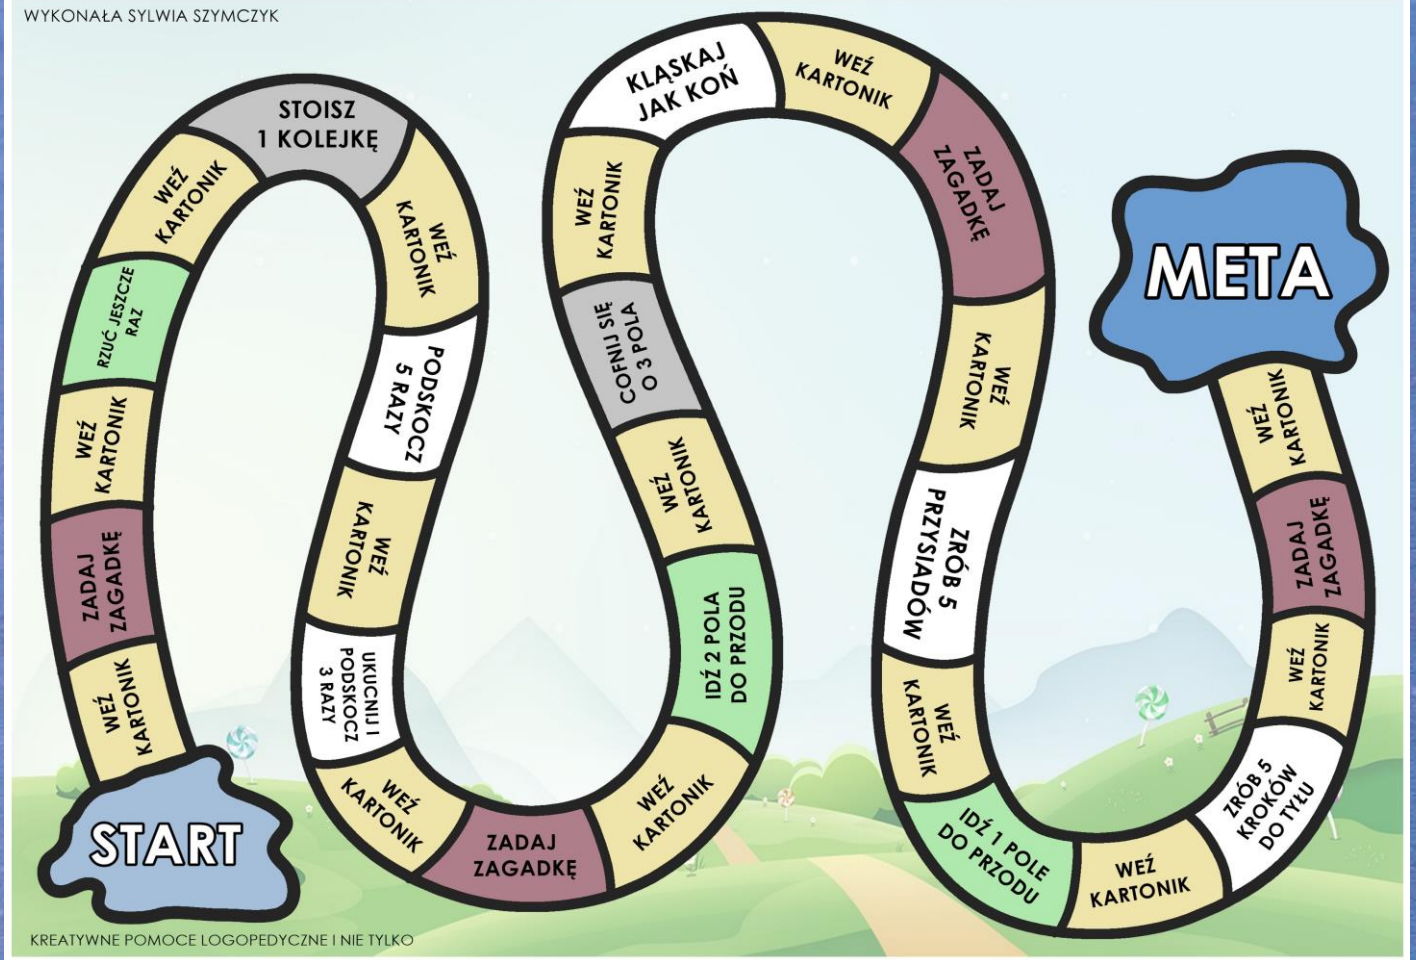 WYKONAŁA SYLWIA SZYMCZYK
START
WEŹ
KARTONIK
ZADAJ
ZAGADKĘ
WEŹ
KARTONIK
RZUĆ JESZCZE
RAZ
WEŹ
KARTONIK
STOISZ
1 KOLEJKĘ
WEŹ
KARTONIK
PODSKOCZ
5 RAZY
WEŹ
KARTONIK
UKUCNIJ I
PODSKOCZ
3 RAZY
WEŹ
KARTONIK
ZADAJ
ZAGADKĘ
WEŹ
KARTONIK
IDŹ 2 POLA
DO PRZODU
WEŹ
KARTONIK
COFNIJ SIĘ
O 3 POLA
WEŹ
KARTONIK
KLĄSKAJ
JAK KOŃ
WEŹ
KARTONIK
ZADAJ
ZAGADKĘ
WEŹ
KARTONIK
ZRÓB 5
PRZYSIADÓW
WEŹ
KARTONIK
IDŹ 1 POLE
DO PRZODU
WEŹ
KARTONIK
ZRÓB 5
KROKÓW
DO TYŁU
WEŹ
KARTONIK
ZADAJ
ZAGADKĘ
WEŹ
KARTONIK
META
KREATYWNE POMOCE LOGOPEDYCZNE I NIE TYLKO